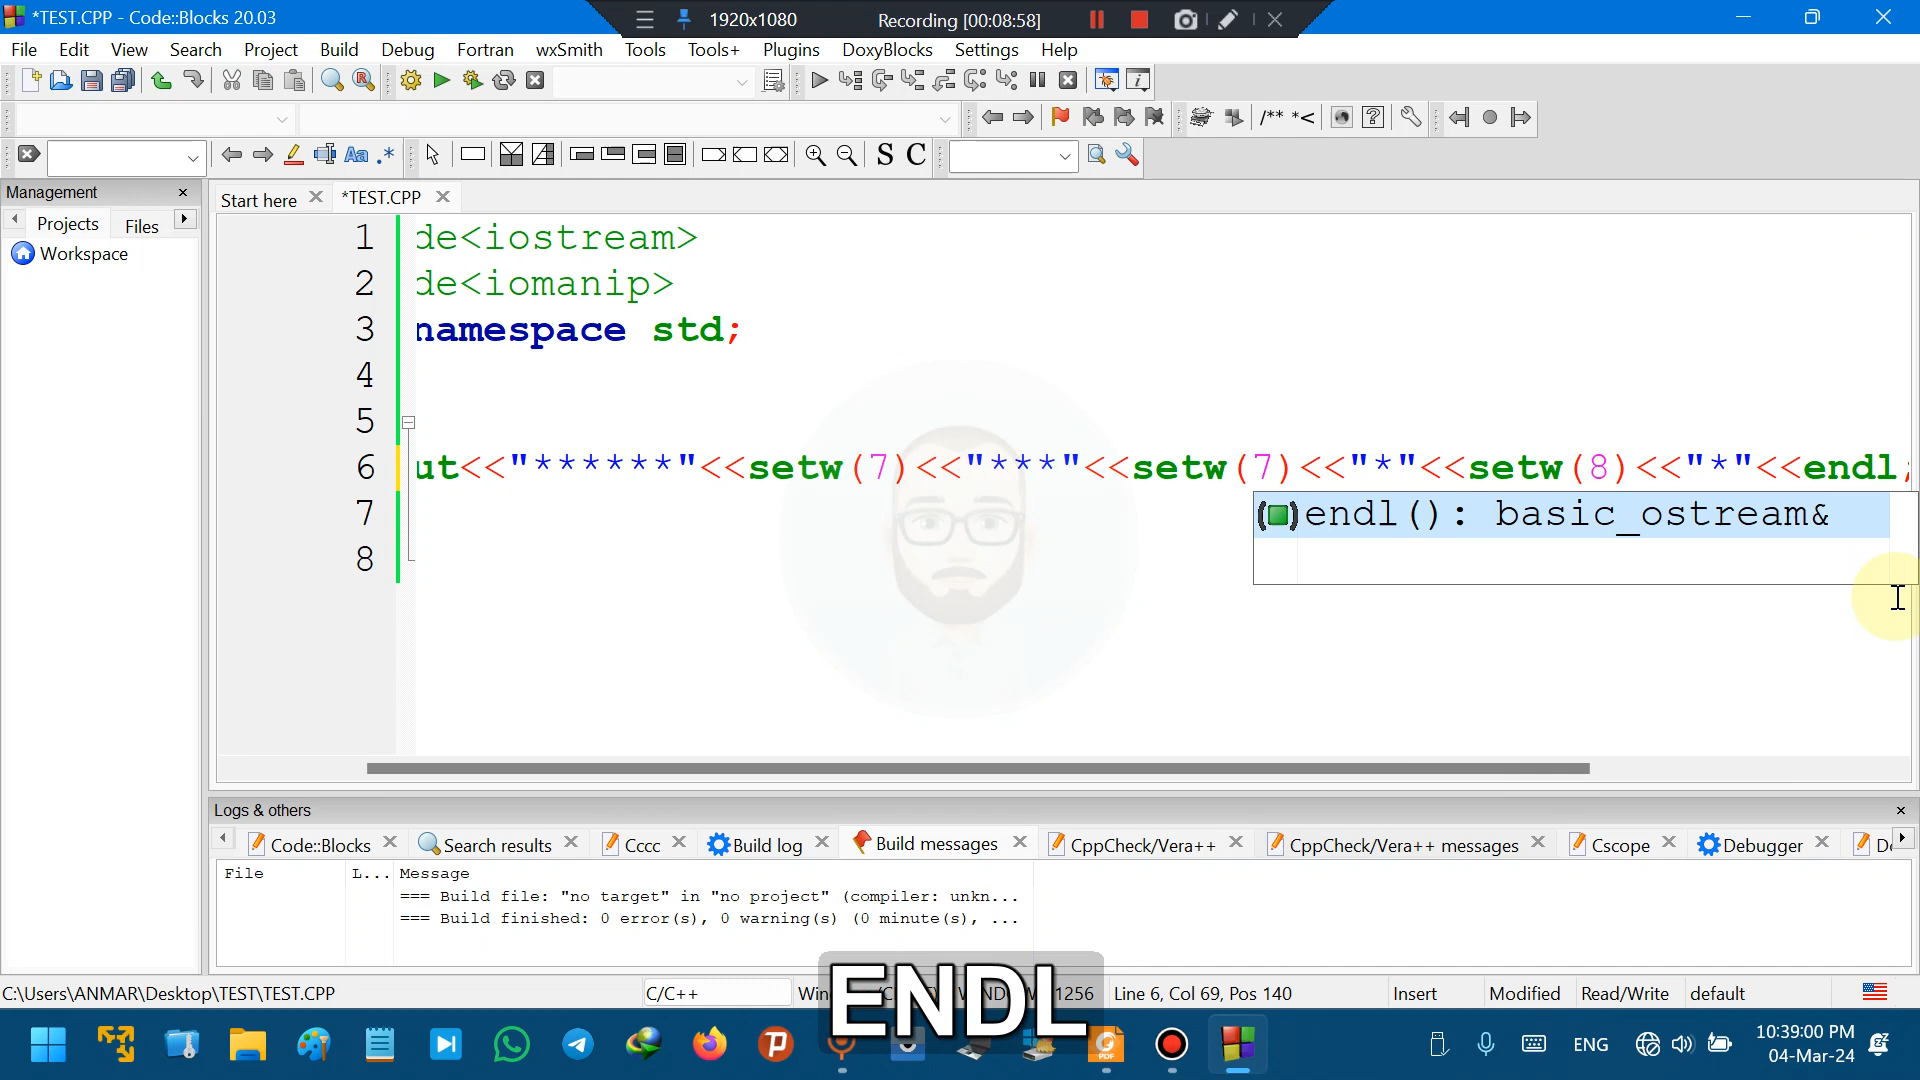 *TEST.CPP - Code::Blocks 20.03
1920x1080
Recording [00:08:58]
File Edit View Search Project Build Debug Fortran wxSmith Tools Tools+ Plugins DoxyBlocks Settings Help
/** *<
Aa .* S C
Management
Projects Files
Workspace
Start here *TEST.CPP
1 de<iostream>
2 de<iomanip>
3 namespace std;
4
5
6 ut<<"******"<<setw(7)<<"***"<<setw(7)<<"*"<<setw(8)<<"*"<<endl;
7
8
endl(): basic_ostream&
Logs & others
Code::Blocks Search results Cccc Build log Build messages CppCheck/Vera++ CppCheck/Vera++ messages Cscope Debugger
File L... Message
=== Build file: "no target" in "no project" (compiler: unkn...
=== Build finished: 0 error(s), 0 warning(s) (0 minute(s), ...
ENDL
C:\Users\ANMAR\Desktop\TEST\TEST.CPP C/C++ 1256 Line 6, Col 69, Pos 140 Insert Modified Read/Write default
ENG
10:39:00 PM
04-Mar-24